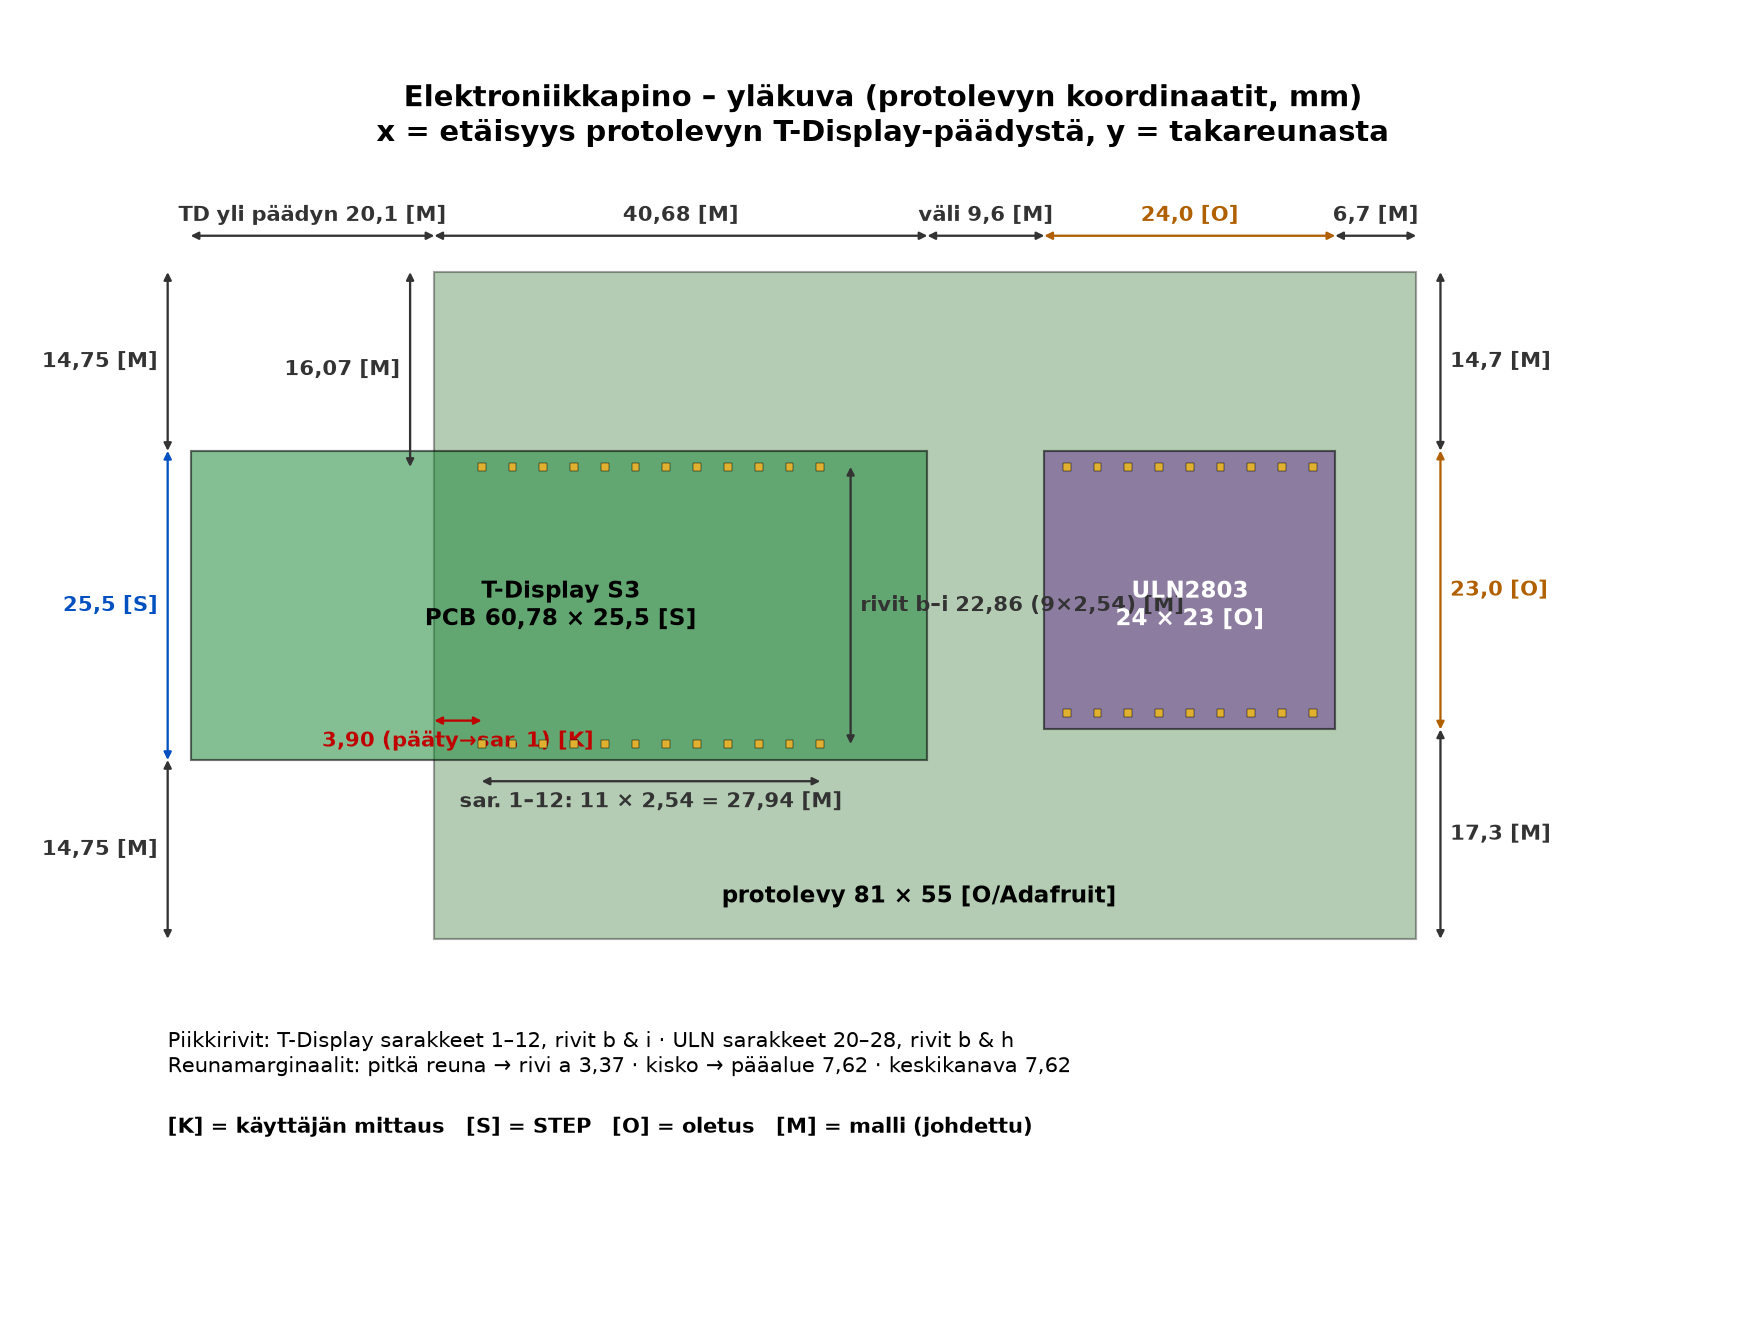 Elektroniikkapino – yläkuva (protolevyn koordinaatit, mm)
x = etäisyys protolevyn T-Display-päädystä, y = takareunasta
TD yli päädyn 20,1 [M]
40,68 [M]
väli 9,6 [M]
24,0 [O]
6,7 [M]
14,75 [M]
16,07 [M]
14,7 [M]
T-Display S3
PCB 60,78 × 25,5 [S]
25,5 [S]
rivit b–i 22,86 (9×2,54) [M]
ULN2803
24 × 23 [O]
23,0 [O]
3,90 (pääty→sar. 1) [K]
sar. 1–12: 11 × 2,54 = 27,94 [M]
14,75 [M]
17,3 [M]
protolevy 81 × 55 [O/Adafruit]
Piikkirivit: T-Display sarakkeet 1–12, rivit b & i · ULN sarakkeet 20–28, rivit b & h
Reunamarginaalit: pitkä reuna → rivi a 3,37 · kisko → pääalue 7,62 · keskikanava 7,62
[K] = käyttäjän mittaus [S] = STEP [O] = oletus [M] = malli (johdettu)